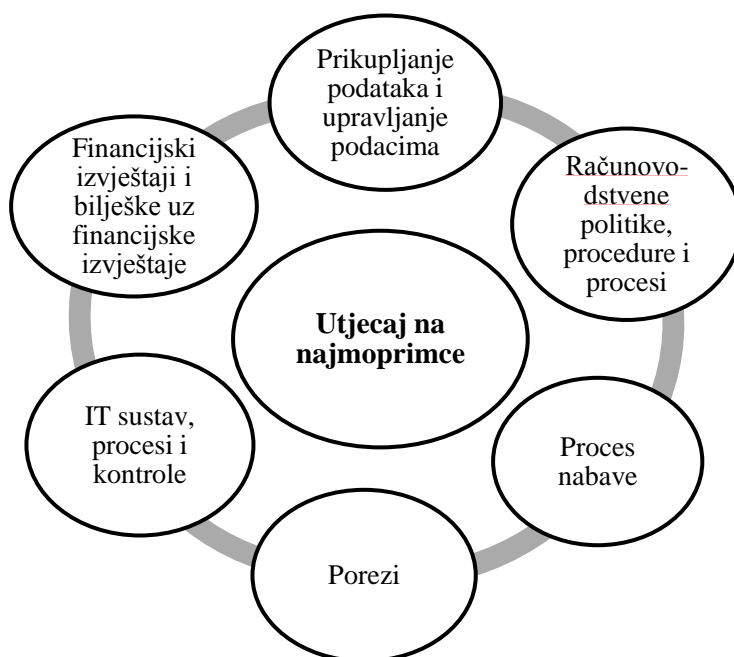 Prikupljanje
podataka i
upravljanje
podacima
Računovo-
dstvene
politike,
procedure i
procesi
Proces
nabave
Porezi
IT sustav,
procesi i
kontrole
Financijski
izvještaji i
bilješke uz
financijske
izvještaje
Utjecaj na
najmoprimce